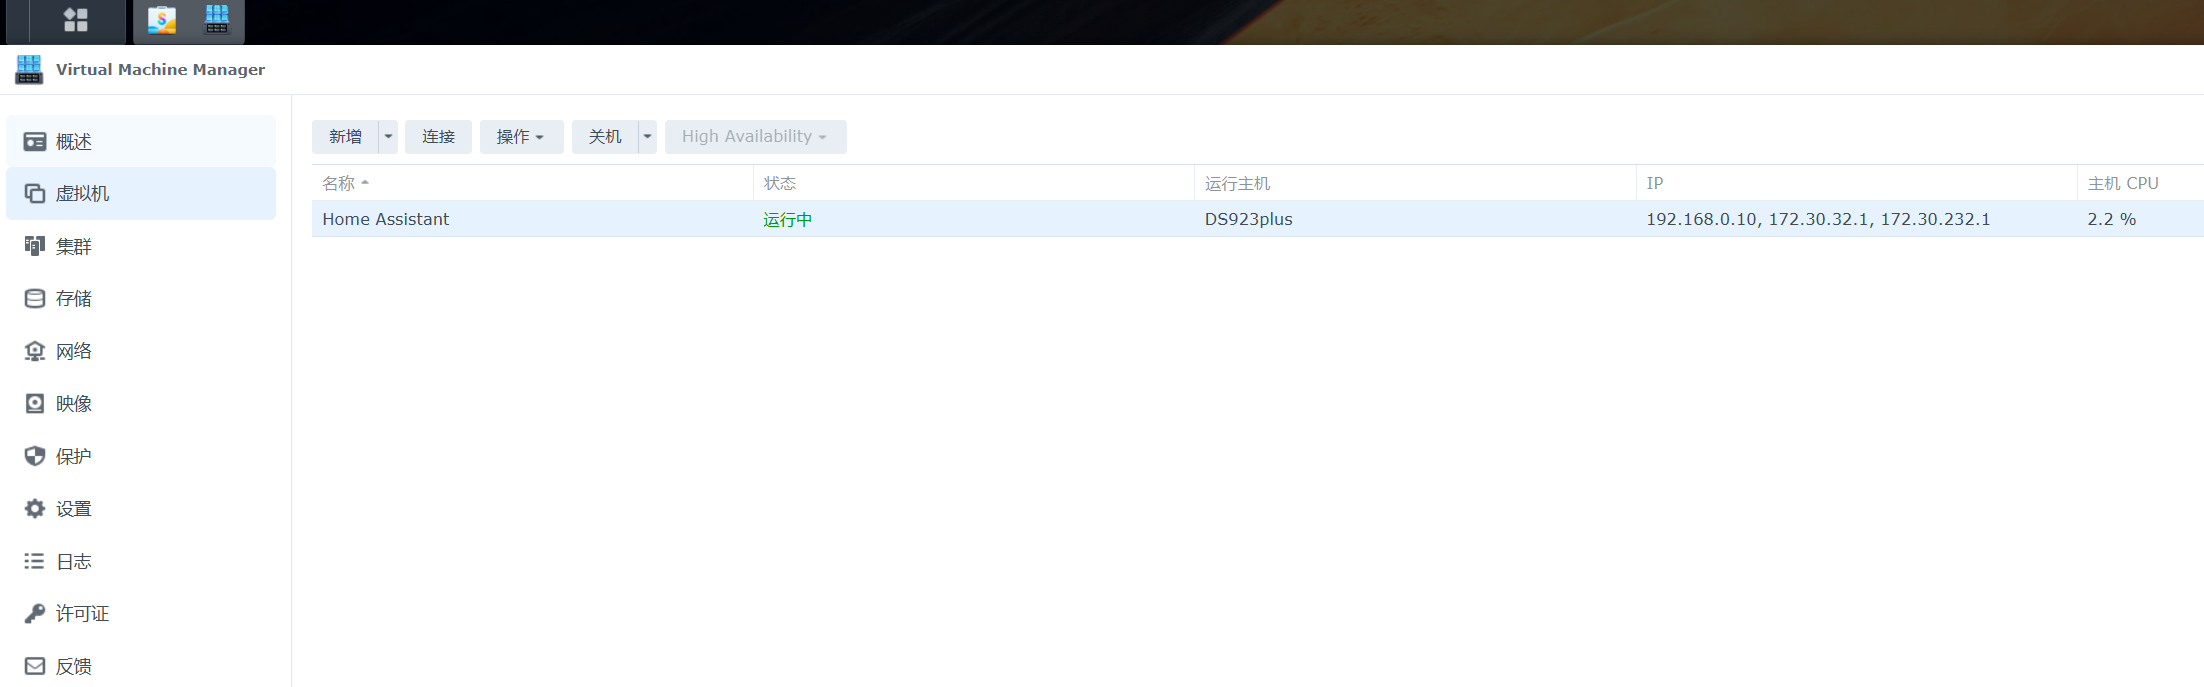 Virtual Machine Manager
概述
虚拟机
集群
存储
网络
映像
保护
设置
日志
许可证
反馈
新增 连接 操作 关机 High Availability
名称 状态 运行主机 IP 主机 CPU
Home Assistant 运行中 DS923plus 192.168.0.10, 172.30.32.1, 172.30.232.1 2.2 %